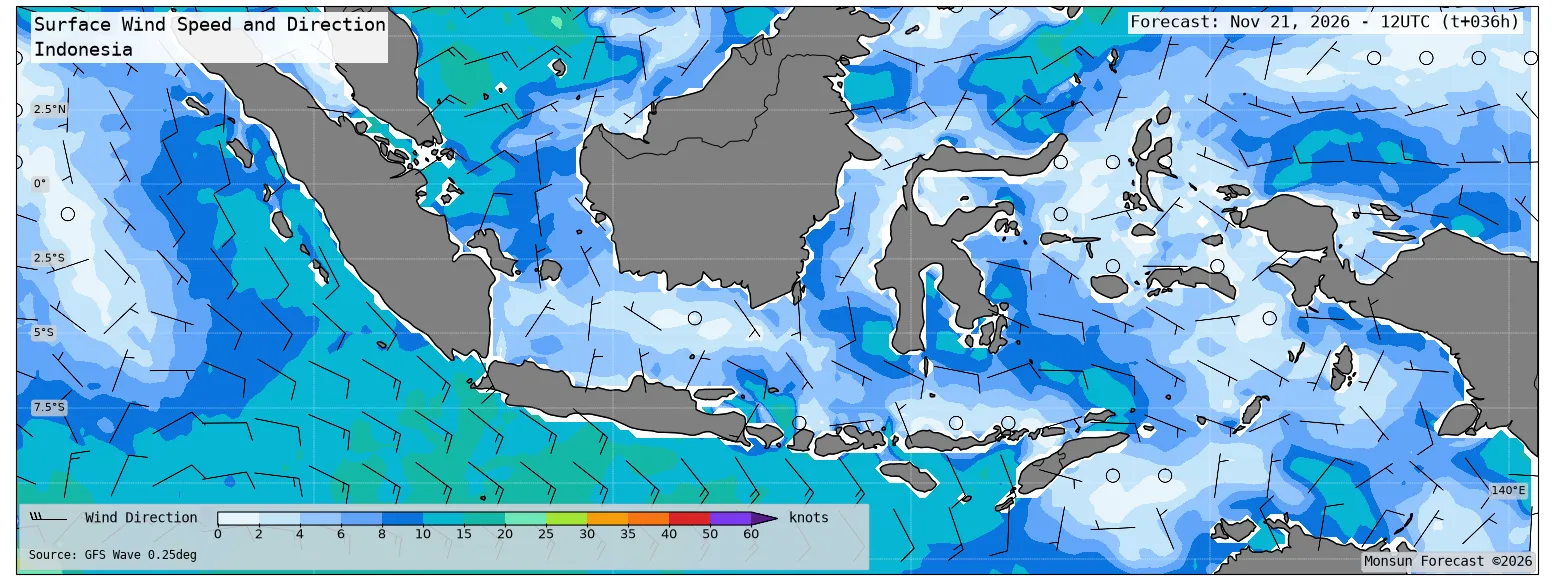 Surface Wind Speed and Direction
Indonesia
Forecast: Nov 21, 2026 - 12UTC (t+036h)
2.5°N
0°
2.5°S
5°S
7.5°S
140°E
Wind Direction
0 2 4 6 8 10 15 20 25 30 35 40 50 60
knots
Source: GFS Wave 0.25deg
Monsun Forecast ©2026